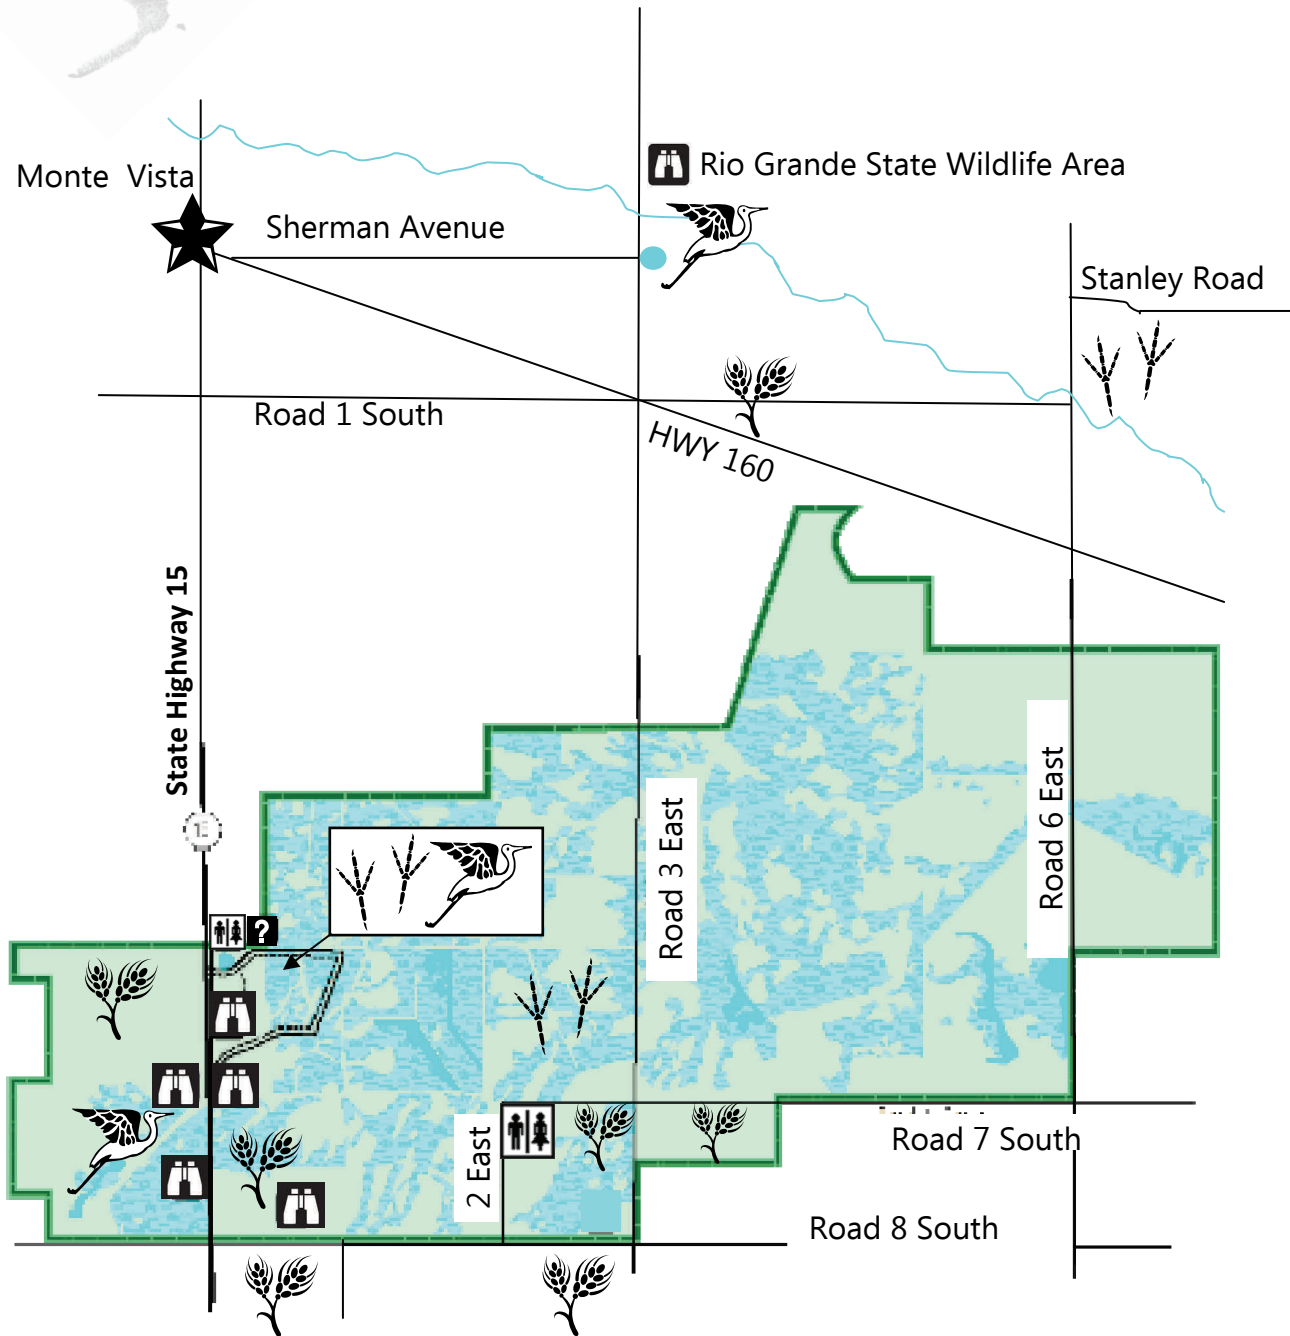 Rio Grande State Wildlife Area
Monte Vista
Sherman Avenue
Stanley Road
Road 1 South
HWY 160
State Highway 15
Road 6 East
Road 3 East
?
2 East
Road 7 South
Road 8 South